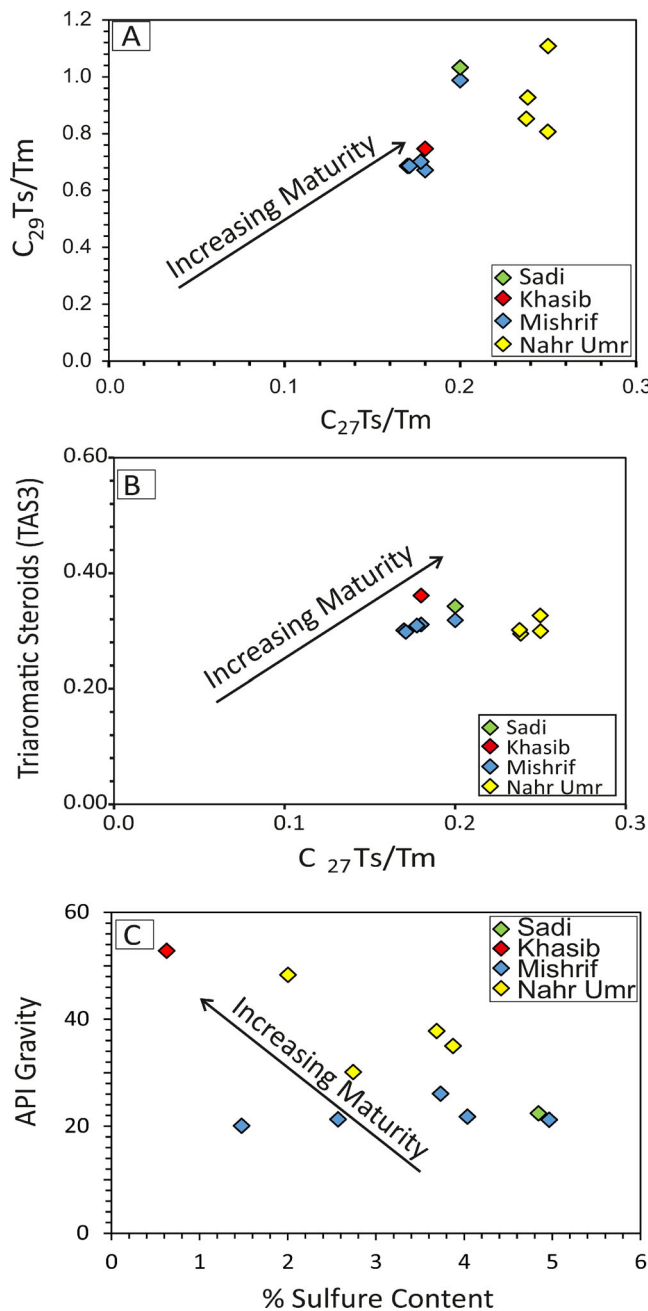 A
1.2
1.0
0.8
0.6
0.4
0.2
0.0
C29Ts/Tm
Increasing Maturity
Sadi
Khasib
Mishrif
Nahr Umr
0.0 0.1 0.2 0.3
C27Ts/Tm
B
0.60
0.40
0.20
0.00
Triaromatic Steroids (TAS3)
Increasing Maturity
Sadi
Khasib
Mishrif
Nahr Umr
0.0 0.1 0.2 0.3
C 27 Ts/Tm
C
60
40
20
0
API Gravity
Increasing Maturity
Sadi
Khasib
Mishrif
Nahr Umr
0 1 2 3 4 5 6
% Sulfure Content